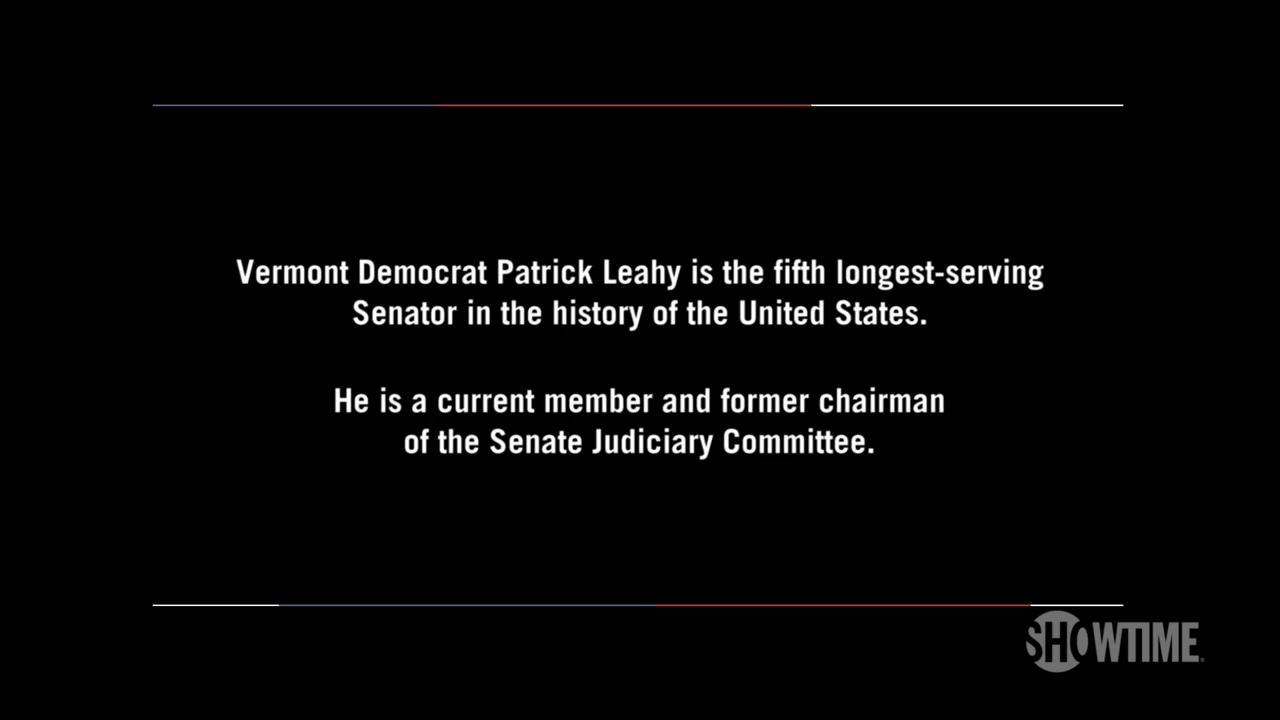 Vermont Democrat Patrick Leahy is the fifth longest-serving
Senator in the history of the United States.
He is a current member and former chairman
of the Senate Judiciary Committee.
SHOWTIME